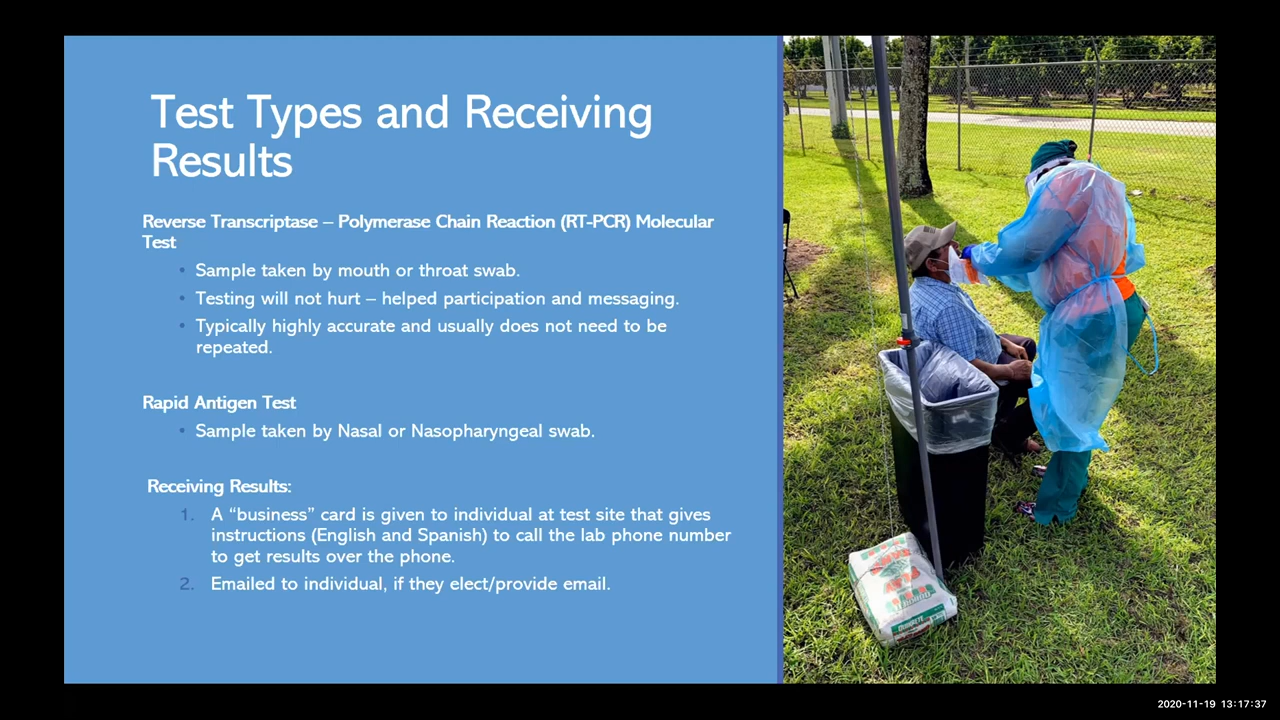 Test Types and Receiving
Results
Reverse Transcriptase – Polymerase Chain Reaction (RT-PCR) Molecular
Test
• Sample taken by mouth or throat swab.
• Testing will not hurt – helped participation and messaging.
• Typically highly accurate and usually does not need to be
repeated.
Rapid Antigen Test
• Sample taken by Nasal or Nasopharyngeal swab.
Receiving Results:
1. A “business” card is given to individual at test site that gives
instructions (English and Spanish) to call the lab phone number
to get results over the phone.
2. Emailed to individual, if they elect/provide email.
QUIKRETE
2020-11-19 13:17:37